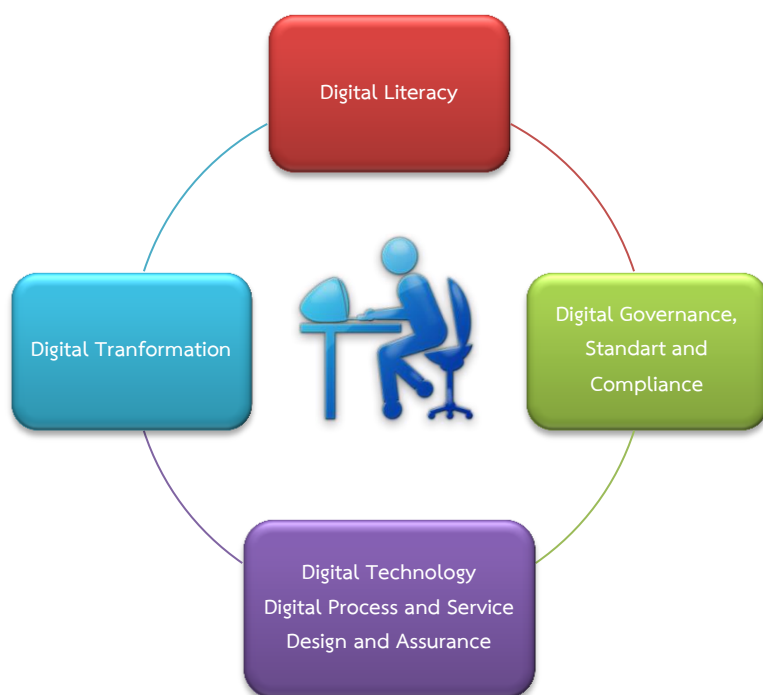 Digital Literacy
Digital Governance,
Standart and
Compliance
Digital Technology
Digital Process and Service
Design and Assurance
Digital Tranformation